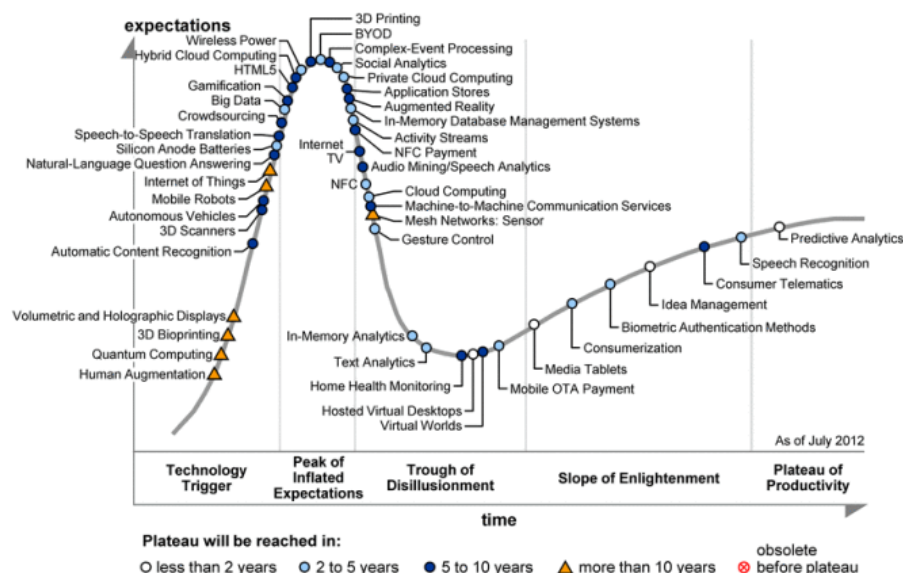 expectations
3D Printing
BYOD
Wireless Power
Complex-Event Processing
Hybrid Cloud Computing
Social Analytics
HTML5
Private Cloud Computing
Gamification
Application Stores
Big Data
Augmented Reality
Crowdsourcing
In-Memory Database Management Systems
Speech-to-Speech Translation
Activity Streams
Silicon Anode Batteries
Internet
TV
NFC Payment
Natural-Language Question Answering
Audio Mining/Speech Analytics
Internet of Things
NFC
Cloud Computing
Mobile Robots
Machine-to-Machine Communication Services
Autonomous Vehicles
Mesh Networks: Sensor
3D Scanners
Gesture Control
Automatic Content Recognition
Predictive Analytics
Speech Recognition
Consumer Telematics
Idea Management
Volumetric and Holographic Displays
Biometric Authentication Methods
3D Bioprinting
In-Memory Analytics
Consumerization
Quantum Computing
Text Analytics
Media Tablets
Human Augmentation
Home Health Monitoring
Mobile OTA Payment
Hosted Virtual Desktops
Virtual Worlds
As of July 2012
Technology
Trigger
Peak of
Inflated
Expectations
Trough of
Disillusionment
Slope of Enlightenment
Plateau of
Productivity
time
Plateau will be reached in:
less than 2 years
2 to 5 years
5 to 10 years
more than 10 years
obsolete
before plateau